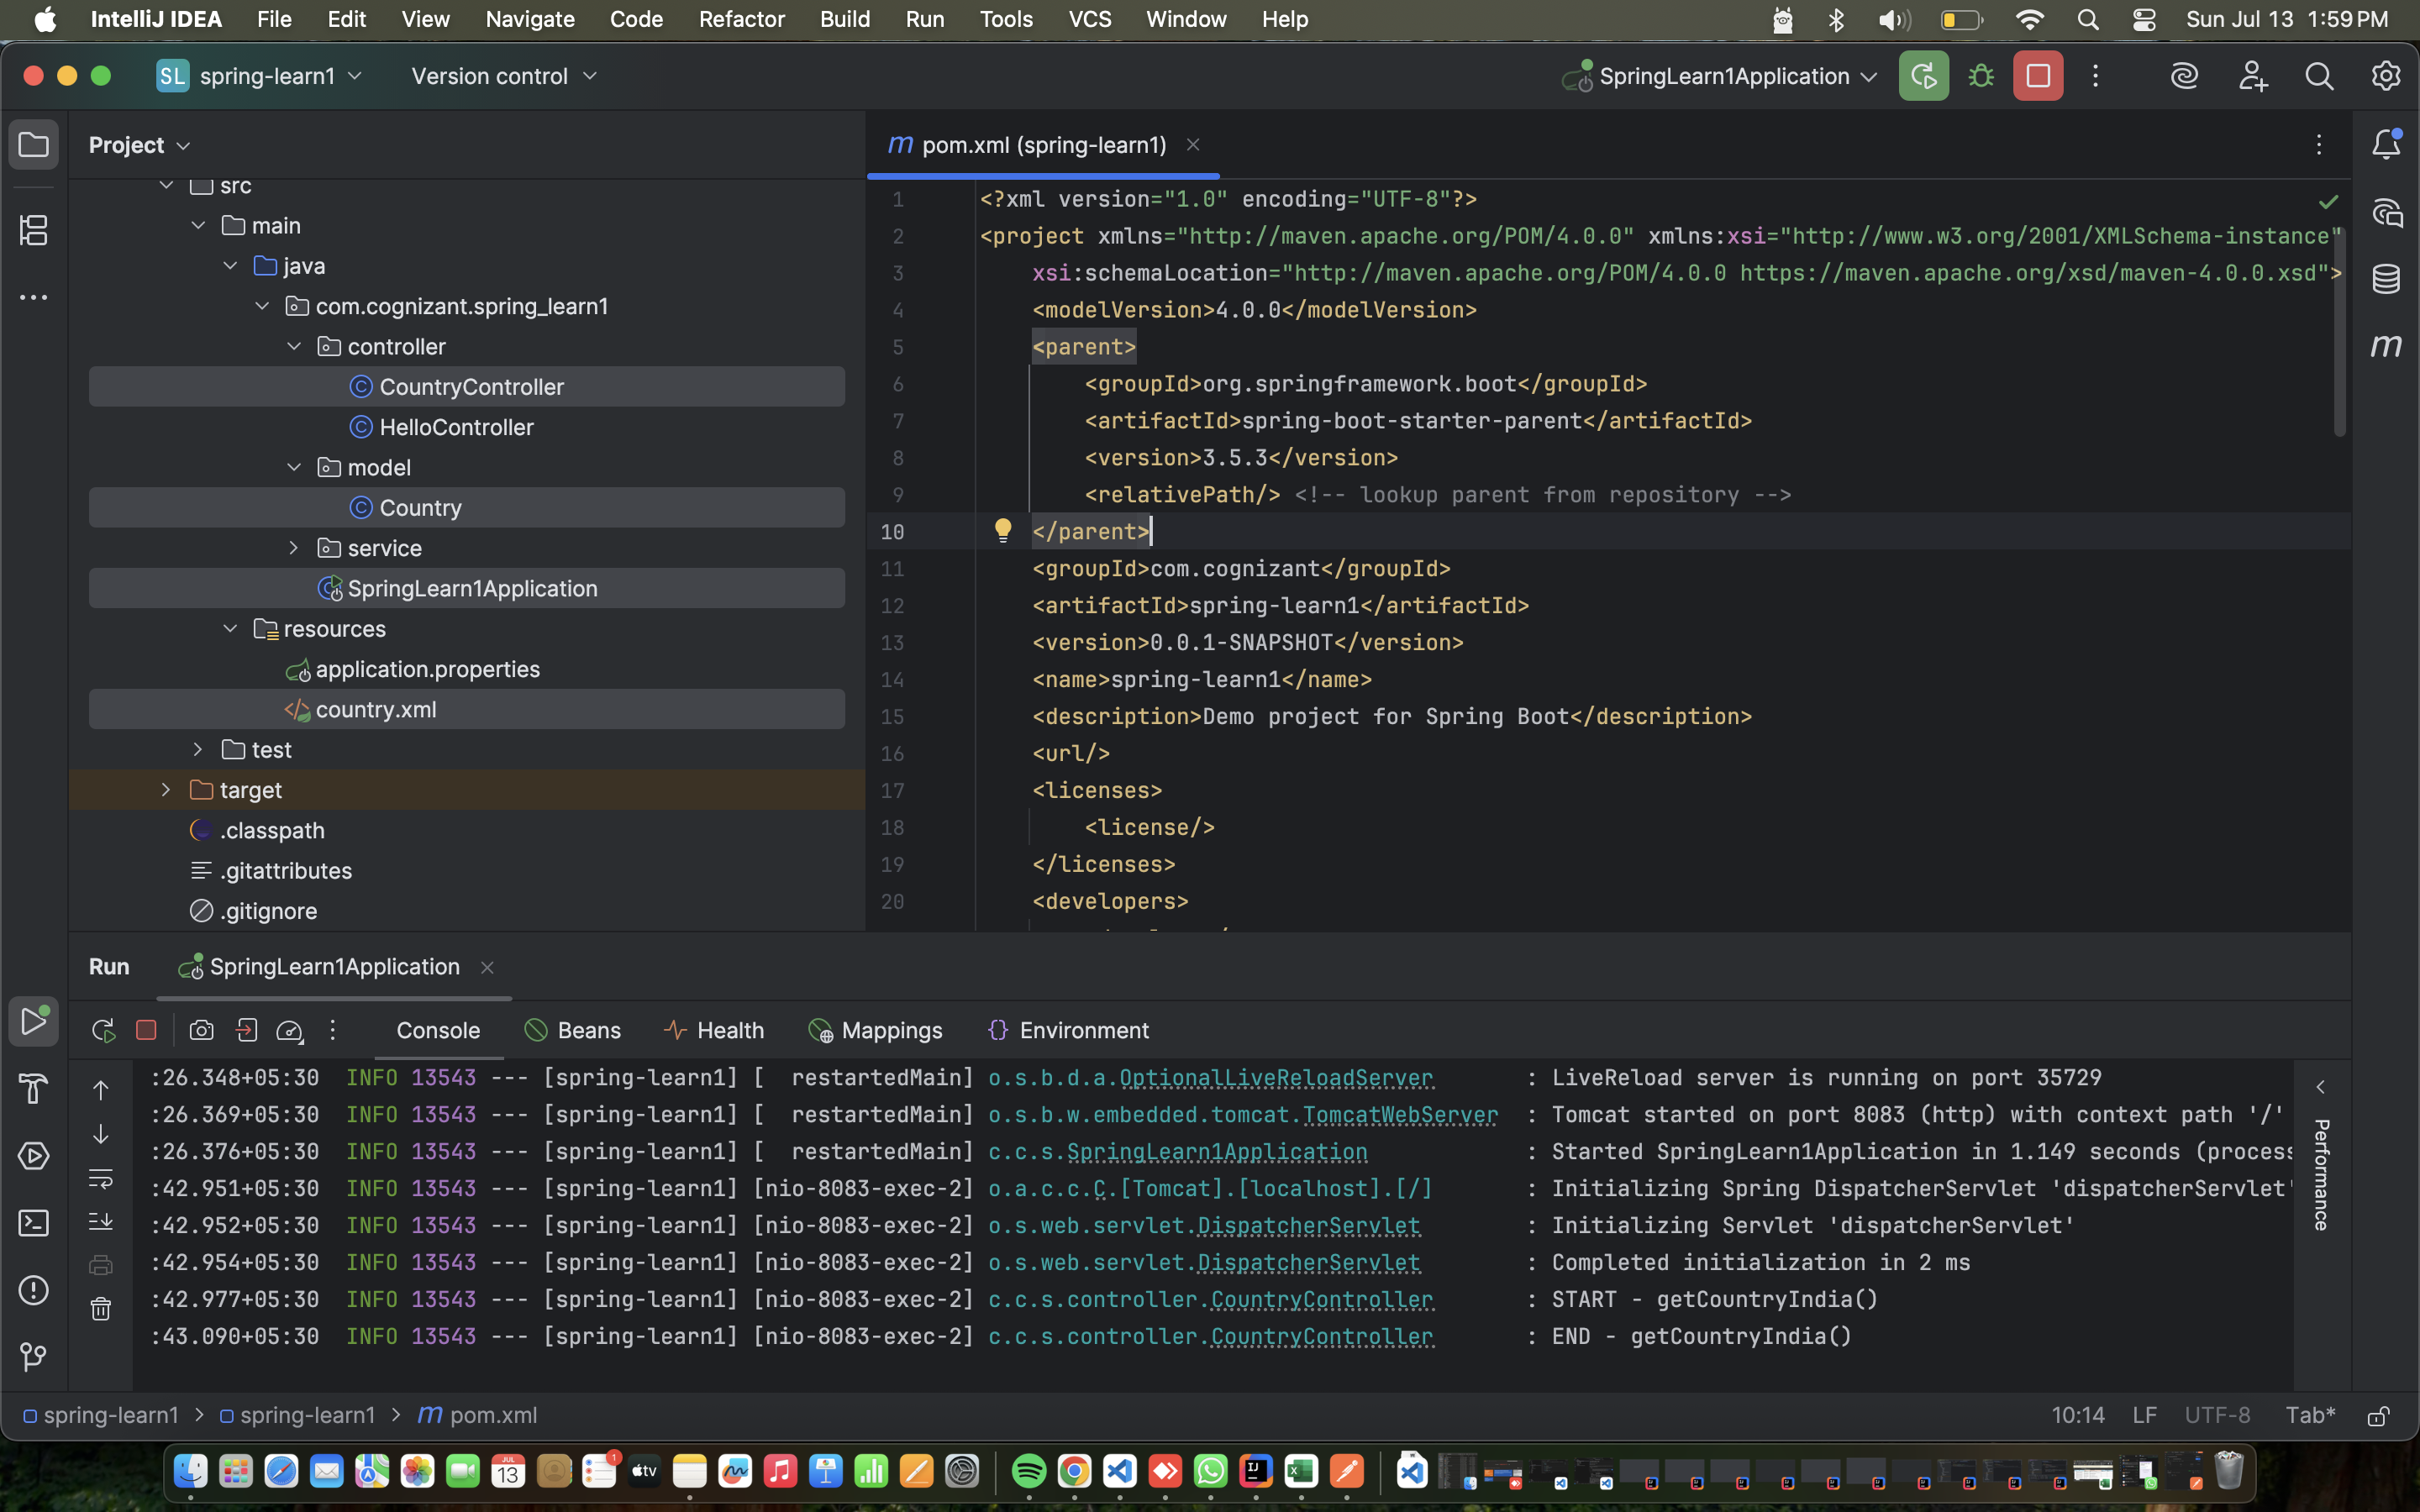 IntelliJ IDEA File Edit View Navigate Code Refactor Build Run Tools VCS Window Help Sun Jul 13 1:59 PM
SL spring-learn1 Version control SpringLearn1Application
Project
src
main
java
com.cognizant.spring_learn1
controller
CountryController
HelloController
model
Country
service
SpringLearn1Application
resources
application.properties
country.xml
test
target
.classpath
.gitattributes
.gitignore
m pom.xml (spring-learn1)
1 <?xml version="1.0" encoding="UTF-8"?>
2 <project xmlns="http://maven.apache.org/POM/4.0.0" xmlns:xsi="http://www.w3.org/2001/XMLSchema-instance"
3 xsi:schemaLocation="http://maven.apache.org/POM/4.0.0 https://maven.apache.org/xsd/maven-4.0.0.xsd">
4 <modelVersion>4.0.0</modelVersion>
5 <parent>
6 <groupId>org.springframework.boot</groupId>
7 <artifactId>spring-boot-starter-parent</artifactId>
8 <version>3.5.3</version>
9 <relativePath/> <!-- lookup parent from repository -->
10 </parent>
11 <groupId>com.cognizant</groupId>
12 <artifactId>spring-learn1</artifactId>
13 <version>0.0.1-SNAPSHOT</version>
14 <name>spring-learn1</name>
15 <description>Demo project for Spring Boot</description>
16 <url/>
17 <licenses>
18 <license/>
19 </licenses>
20 <developers>
m
Run SpringLearn1Application
Console Beans Health Mappings Environment
:26.348+05:30 INFO 13543 --- [spring-learn1] [ restartedMain] o.s.b.d.a.OptionalLiveReloadServer : LiveReload server is running on port 35729
:26.369+05:30 INFO 13543 --- [spring-learn1] [ restartedMain] o.s.b.w.embedded.tomcat.TomcatWebServer : Tomcat started on port 8083 (http) with context path '/'
:26.376+05:30 INFO 13543 --- [spring-learn1] [ restartedMain] c.c.s.SpringLearn1Application : Started SpringLearn1Application in 1.149 seconds (process
:42.951+05:30 INFO 13543 --- [spring-learn1] [nio-8083-exec-2] o.a.c.c.C.[Tomcat].[localhost].[/] : Initializing Spring DispatcherServlet 'dispatcherServlet'
:42.952+05:30 INFO 13543 --- [spring-learn1] [nio-8083-exec-2] o.s.web.servlet.DispatcherServlet : Initializing Servlet 'dispatcherServlet'
:42.954+05:30 INFO 13543 --- [spring-learn1] [nio-8083-exec-2] o.s.web.servlet.DispatcherServlet : Completed initialization in 2 ms
:42.977+05:30 INFO 13543 --- [spring-learn1] [nio-8083-exec-2] c.c.s.controller.CountryController : START - getCountryIndia()
:43.090+05:30 INFO 13543 --- [spring-learn1] [nio-8083-exec-2] c.c.s.controller.CountryController : END - getCountryIndia()
Performance
spring-learn1 > spring-learn1 > m pom.xml 10:14 LF UTF-8 Tab*
JUL 13 1 tv